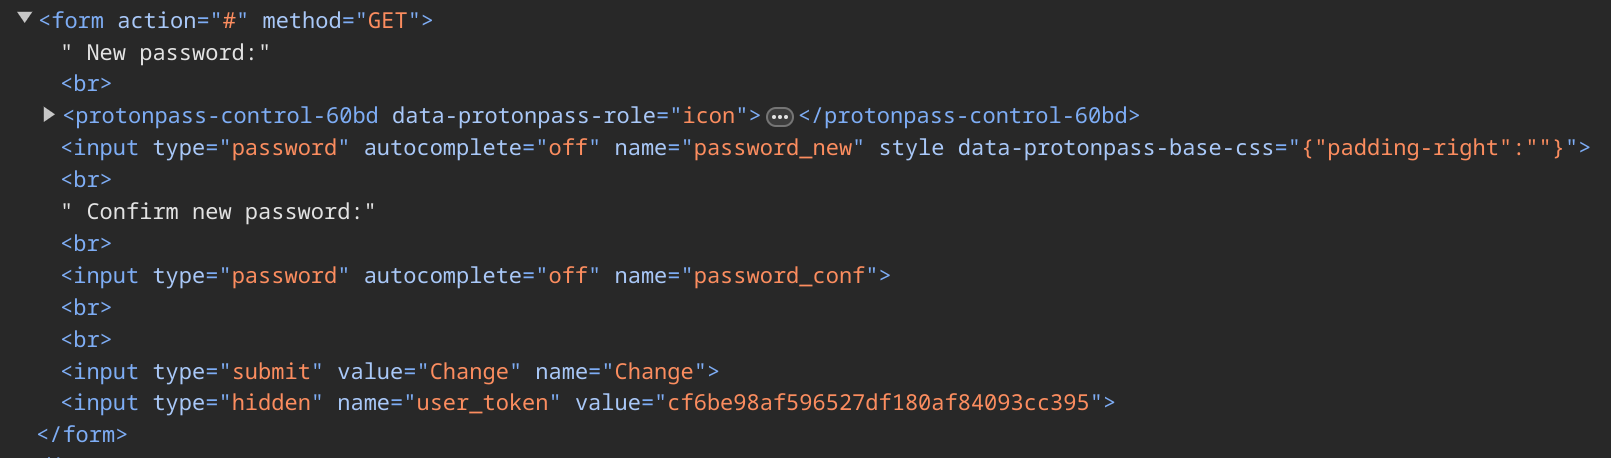 ▼<form action="#" method="GET">
" New password:"
<br>
▶<protonpass-control-60bd data-protonpass-role="icon">…</protonpass-control-60bd>
<input type="password" autocomplete="off" name="password_new" style data-protonpass-base-css="{"padding-right":""}">
<br>
" Confirm new password:"
<br>
<input type="password" autocomplete="off" name="password_conf">
<br>
<br>
<input type="submit" value="Change" name="Change">
<input type="hidden" name="user_token" value="cf6be98af596527df180af84093cc395">
</form>